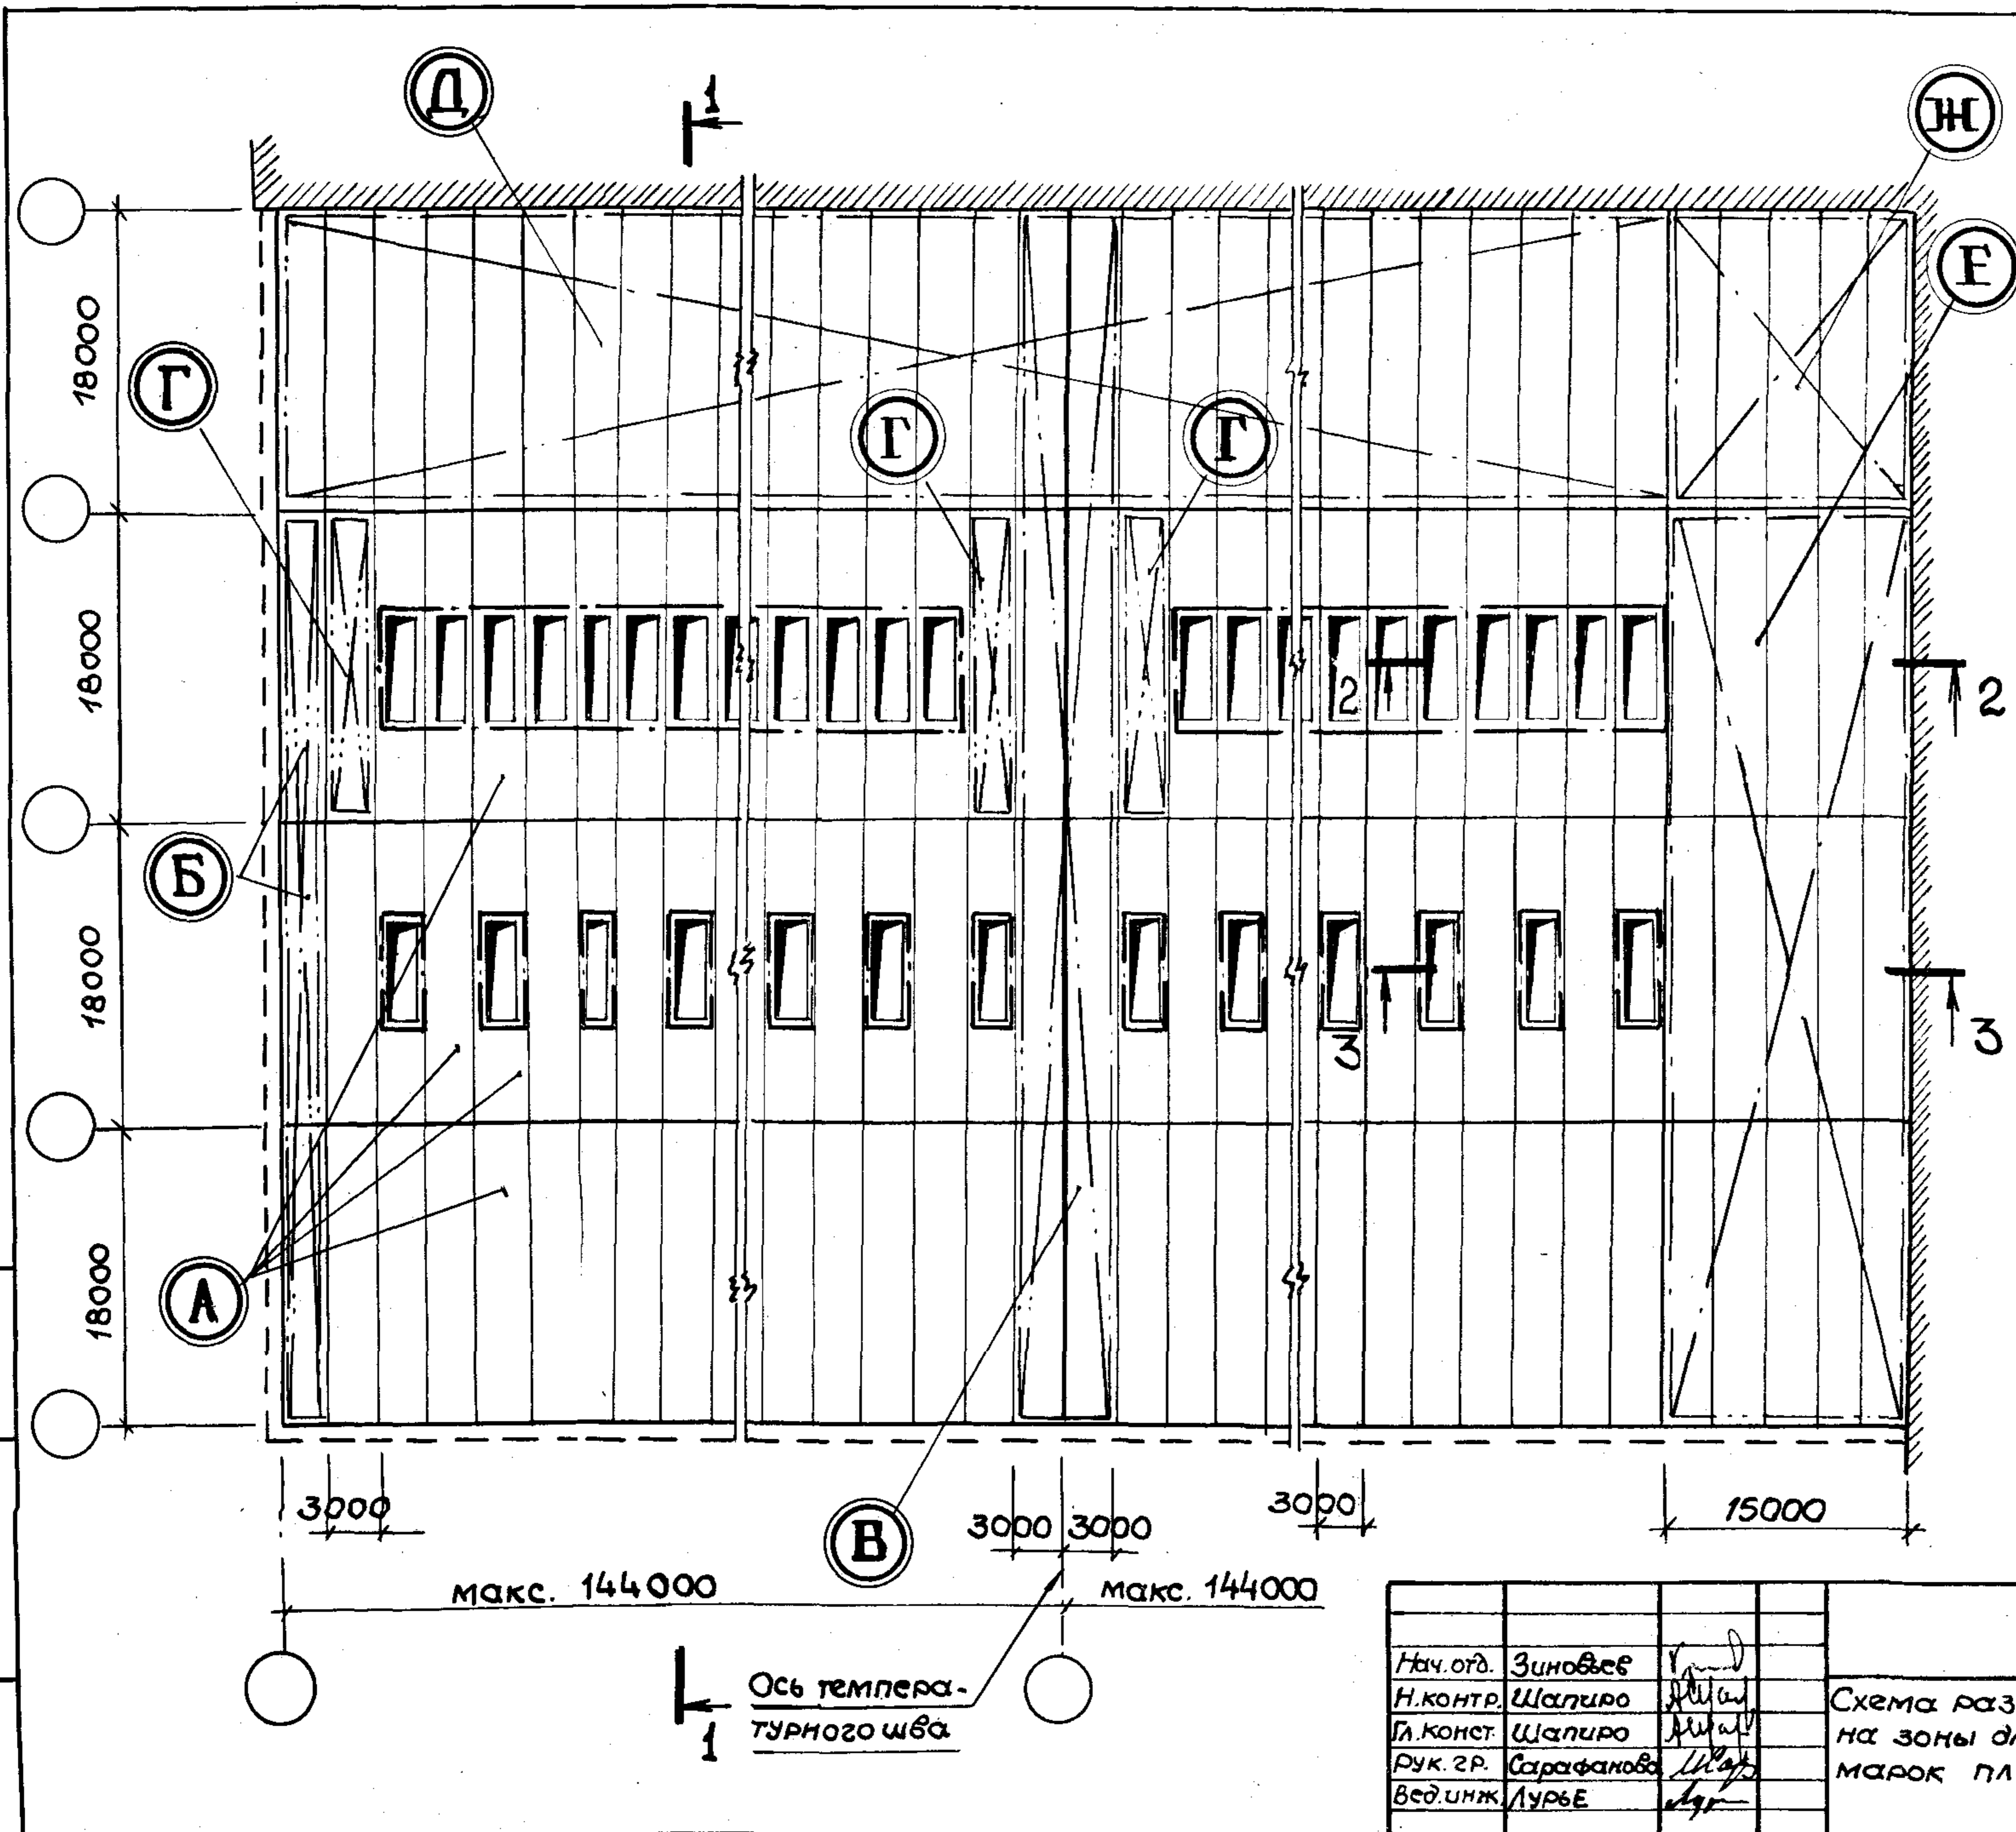 Д
1
Ж
Е
18000
Г
Г
Г
18000
2
2
Б
18000
3
3
А
18000
3000
3000
3000
3000
15000
В
макс. 144000
макс. 144000
Ось темпера-
турного шва
1
Нач. отд. Зиновьев
Н.контр. Шапиро
Гл.конст. Шапиро
Рук. гр. Сарафанова
Вед.инж. Лурье
Схема раз
на зоны дл
марок пл